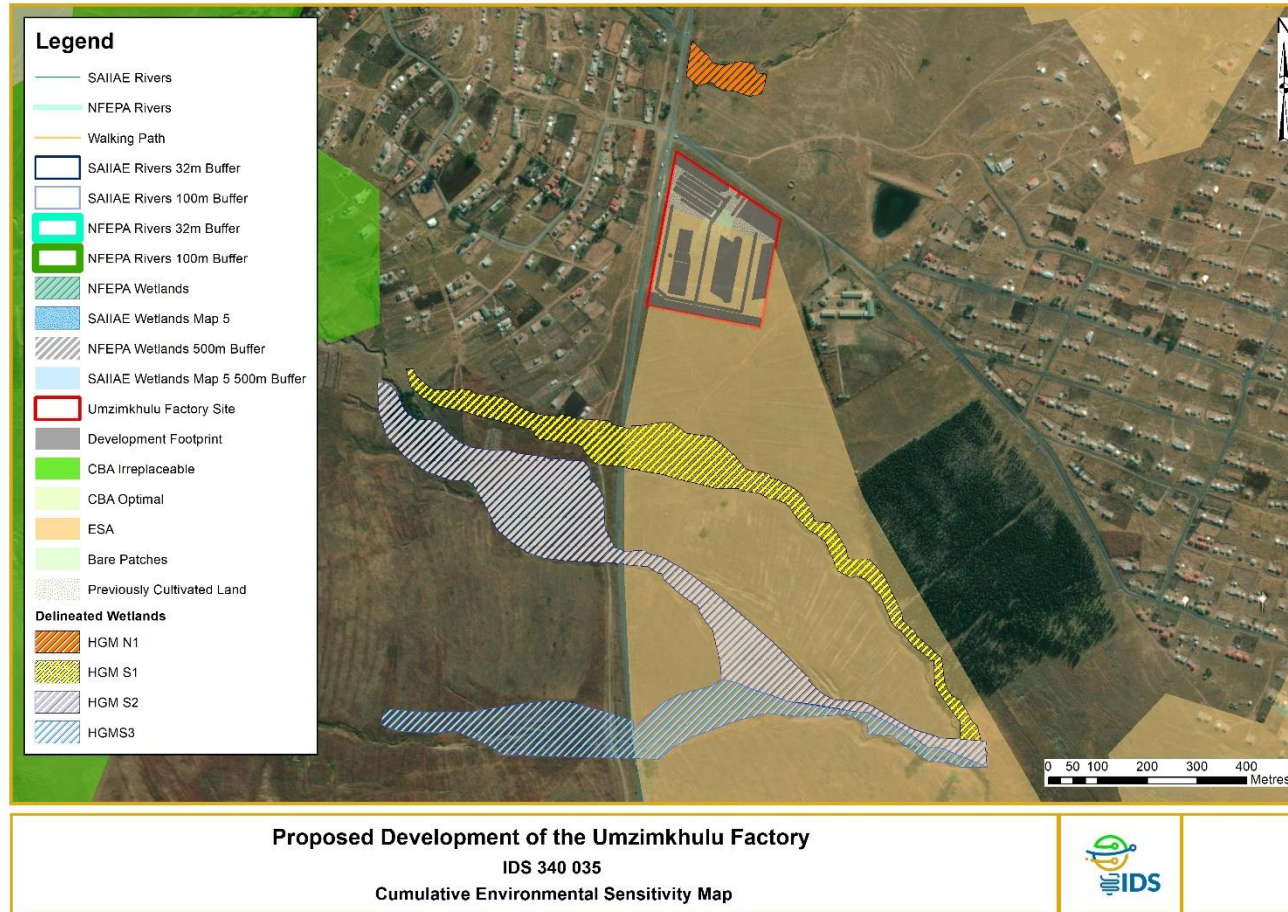 Legend
SAIIAE Rivers
NFEPA Rivers
Walking Path
SAIIAE Rivers 32m Buffer
SAIIAE Rivers 100m Buffer
NFEPA Rivers 32m Buffer
NFEPA Rivers 100m Buffer
NFEPA Wetlands
SAIIAE Wetlands Map 5
NFEPA Wetlands 500m Buffer
SAIIAE Wetlands Map 5 500m Buffer
Umzimkhulu Factory Site
Development Footprint
CBA Irreplaceable
CBA Optimal
ESA
Bare Patches
Previously Cultivated Land
Delineated Wetlands
HGM N1
HGM S1
HGM S2
HGMS3
N
0 50 100 200 300 400
Metres
Proposed Development of the Umzimkhulu Factory
IDS 340 035
Cumulative Environmental Sensitivity Map
IDS